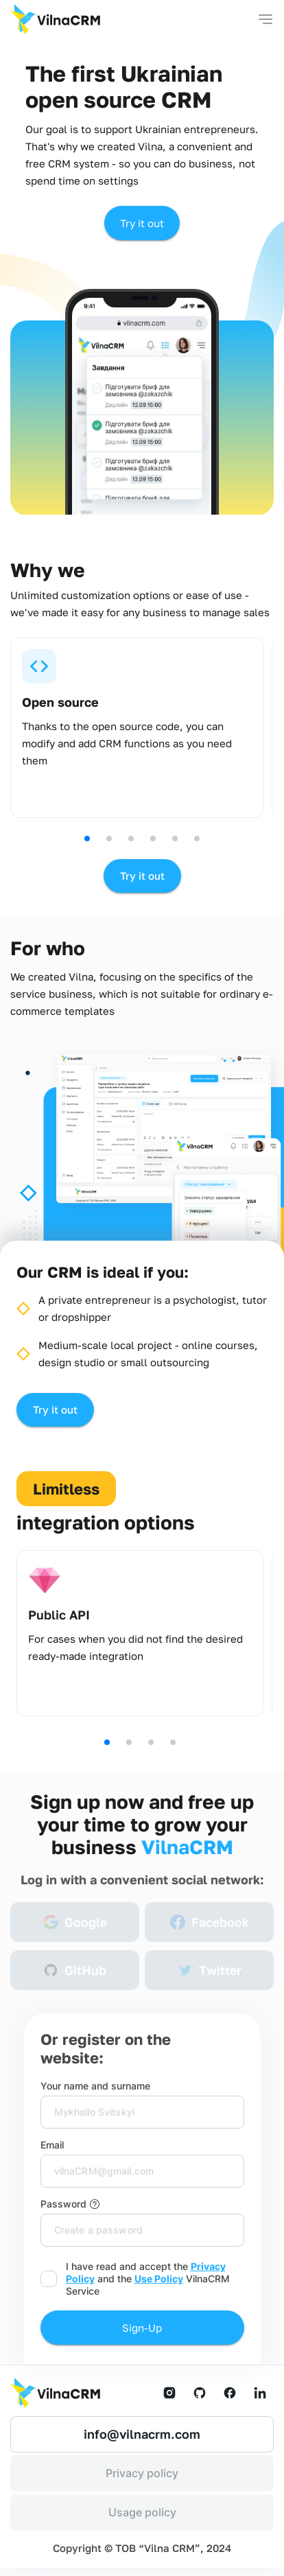 VilnaCRM
The first Ukrainian
open source CRM
Our goal is to support Ukrainian entrepreneurs.
That's why we created Vilna, a convenient and
free CRM system - so you can do business, not
spend time on settings
Try it out
9:41
vilnacrm.com
VilnaCRM
Завдання
Підготувати бриф для
замовника @zakazchik
Дедлайн 12.09 15:00
Підготувати бриф для
замовника @zakazchik
Дедлайн 12.09 15:00
Підготувати бриф для
замовника @zakazchik
Дедлайн 12.09 15:00
Підготувати бриф для
Why we
Unlimited customization options or ease of use -
we've made it easy for any business to manage sales
Open source
Thanks to the open source code, you can
modify and add CRM functions as you need
them
Try it out
For who
We created Vilna, focusing on the specifics of the
service business, which is not suitable for ordinary e-
commerce templates
VilnaCRM
VilnaCRM
VilnaCRM
Статус замовлення
Змінити статус замовлення
Завершено
У процесі
Помилка
Our CRM is ideal if you:
A private entrepreneur is a psychologist, tutor
or dropshipper
Medium-scale local project - online courses,
design studio or small outsourcing
Try it out
Limitless
integration options
Public API
For cases when you did not find the desired
ready-made integration
Sign up now and free up
your time to grow your
business VilnaCRM
Log in with a convenient social network:
Google
Facebook
GitHub
Twitter
Or register on the
website:
Your name and surname
Mykhailo Svitskyi
Email
vilnaCRM@gmail.com
Password
Create a password
I have read and accept the Privacy
Policy and the Use Policy VilnaCRM
Service
Sign-Up
VilnaCRM
info@vilnacrm.com
Privacy policy
Usage policy
Copyright © ТОВ “Vilna CRM”, 2024